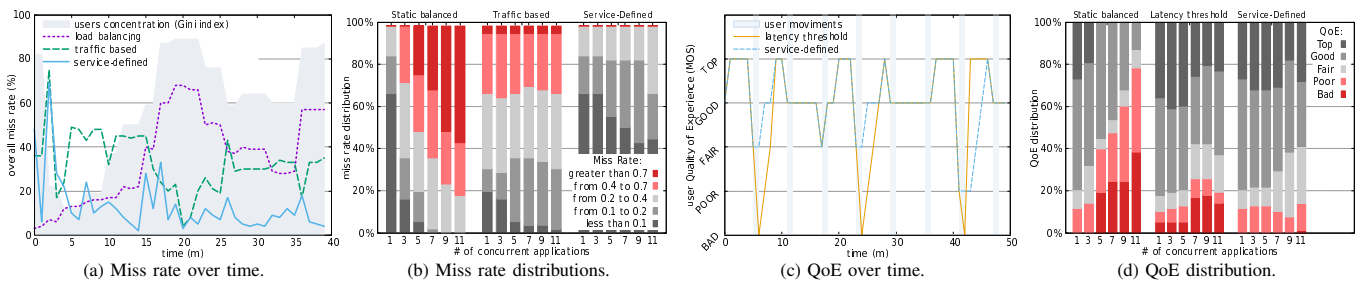 users concentration (Gini index)
load balancing
traffic based
service-defined
overall miss rate (%)
100
80
60
40
20
0
0 5 10 15 20 25 30 35 40
time (m)
(a) Miss rate over time.
Static balanced Traffic based Service-Defined
miss rate distribution
100%
80%
60%
40%
20%
0%
Miss Rate:
greater than 0.7
from 0.4 to 0.7
from 0.2 to 0.4
from 0.1 to 0.2
less than 0.1
1 3 5 7 9 11 1 3 5 7 9 11 1 3 5 7 9 11
# of concurrent applications
(b) Miss rate distributions.
user moviments
latency threshold
service-defined
user Quality of Experience (MOS)
TOP
GOOD
FAIR
POOR
BAD
0 10 20 30 40 50
time (m)
(c) QoE over time.
Static balanced Latency threshold Service-Defined
QoE distribution
100%
80%
60%
40%
20%
0%
QoE:
Top
Good
Fair
Poor
Bad
1 3 5 7 9 11 1 3 5 7 9 11 1 3 5 7 9 11
# of concurrent applications
(d) QoE distribution.